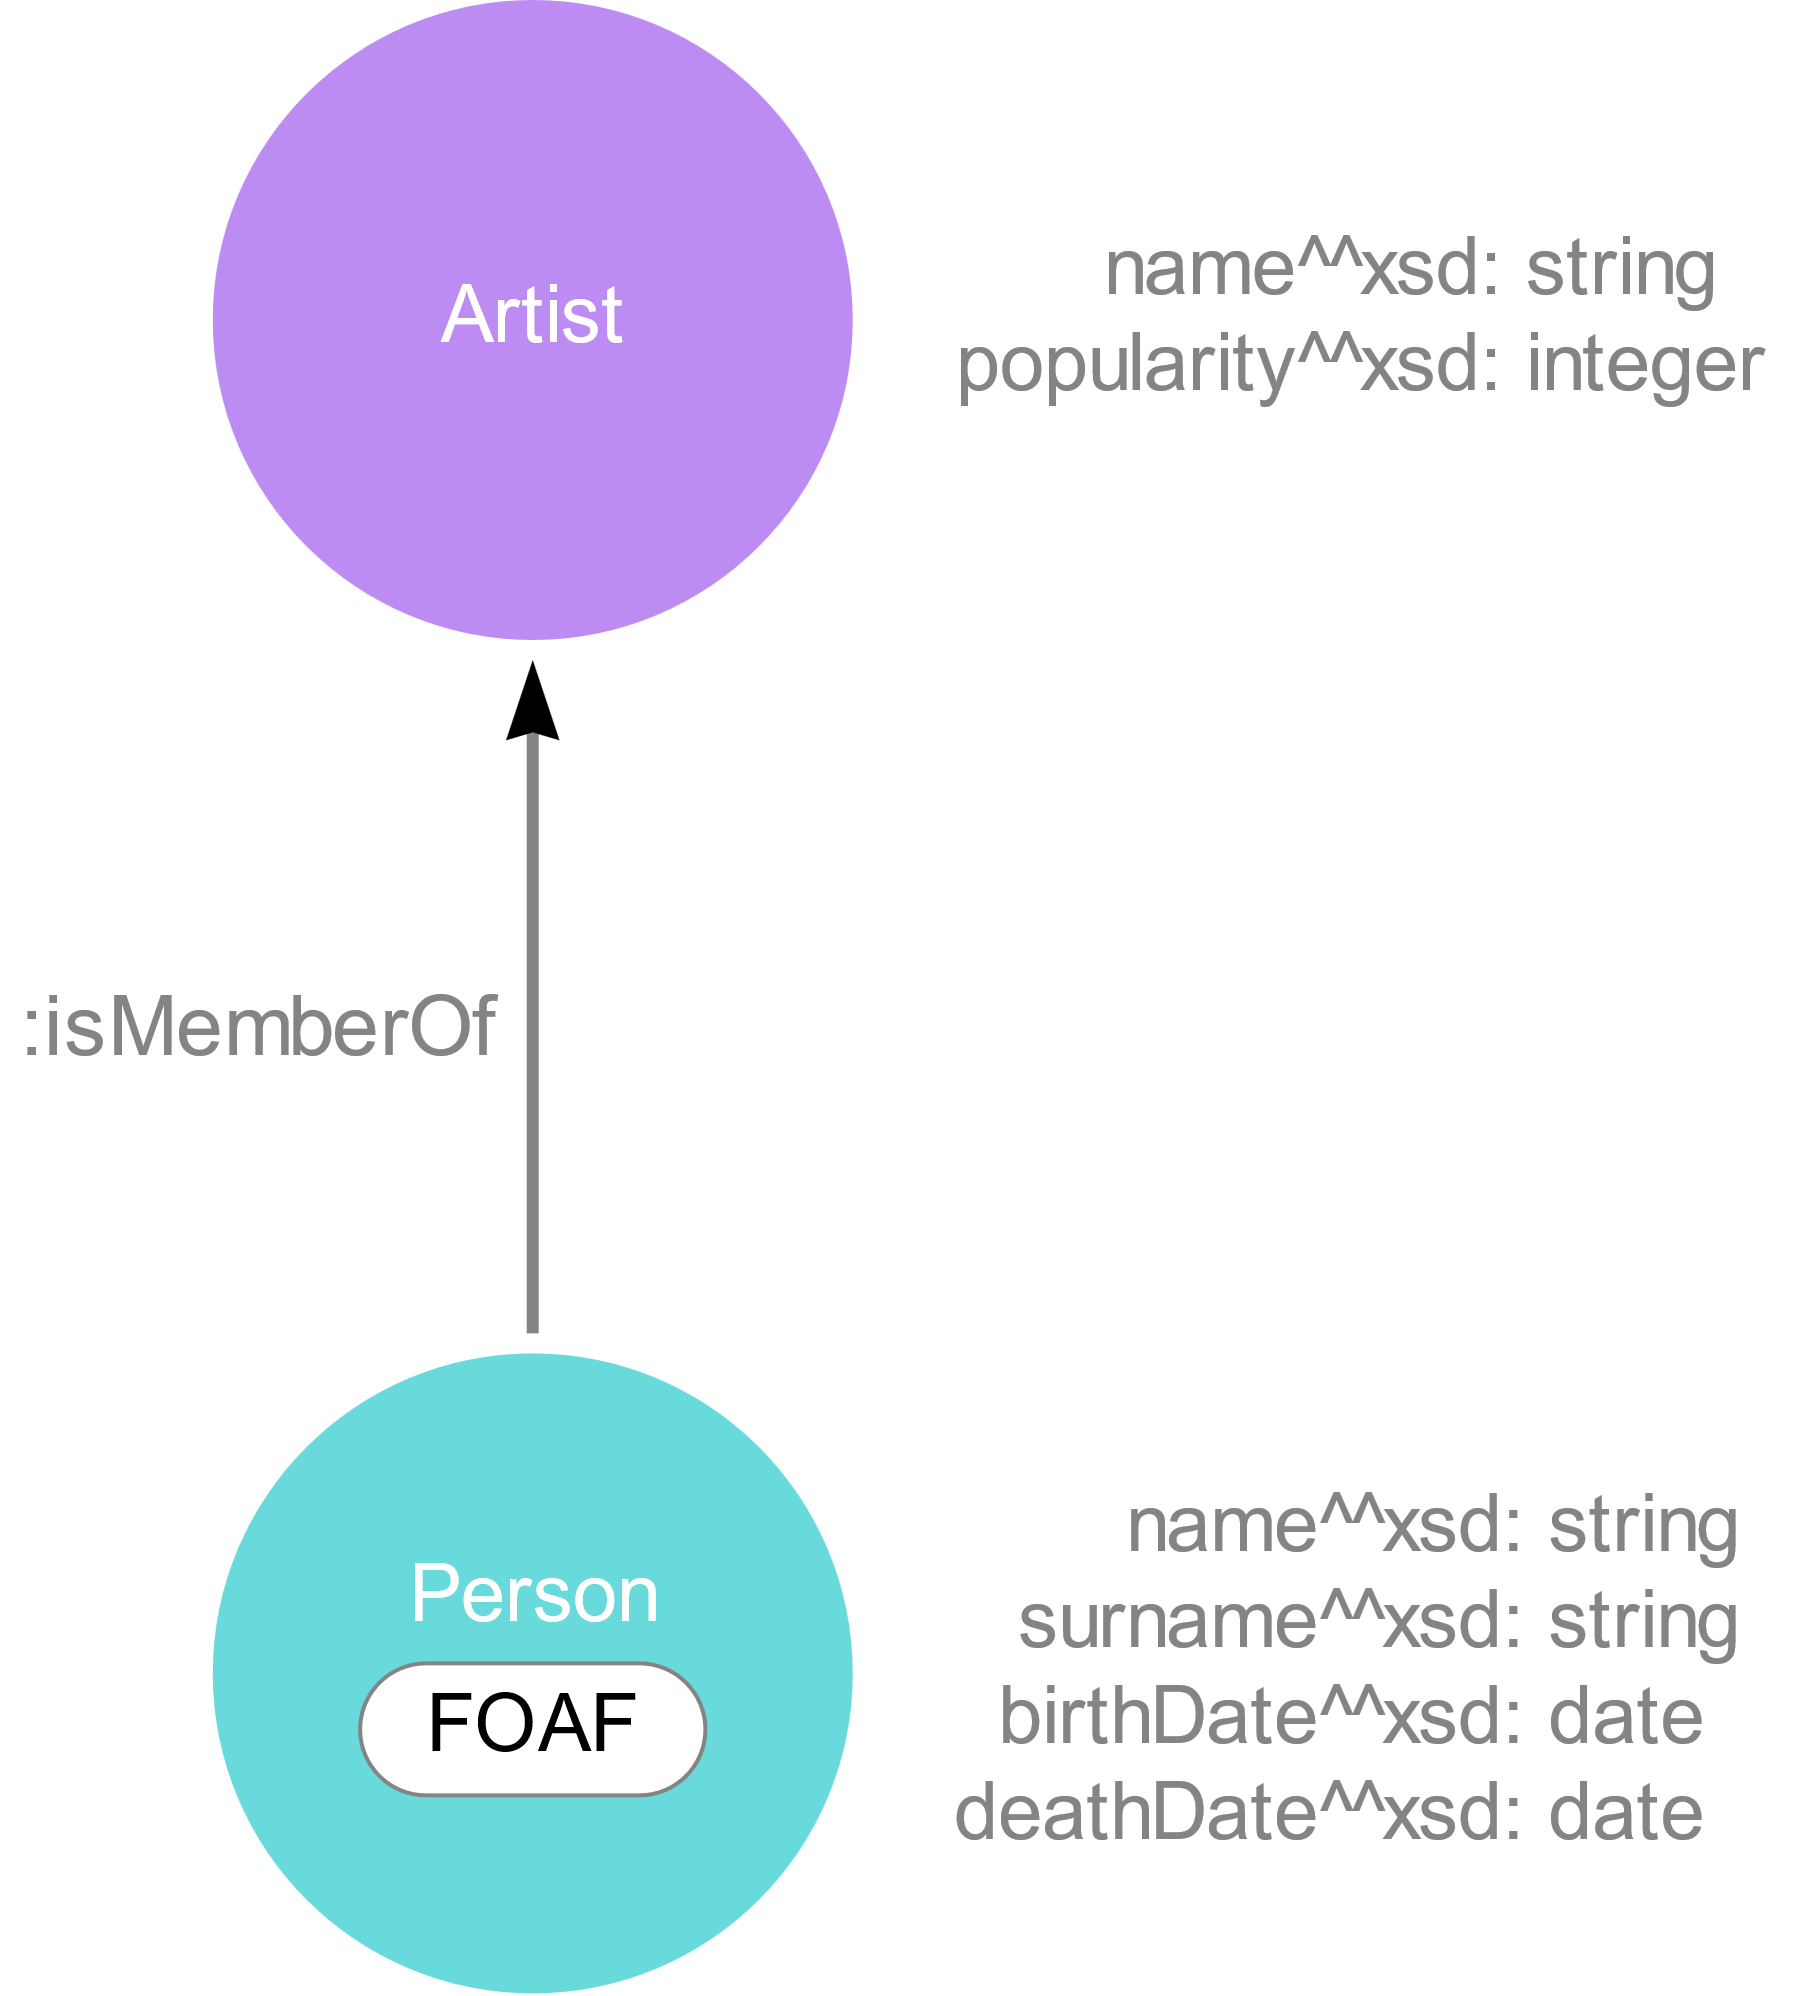 Artist
name^^xsd: string
popularity^^xsd: integer
:isMemberOf
Person
FOAF
name^^xsd: string
surname^^xsd: string
birthDate^^xsd: date
deathDate^^xsd: date